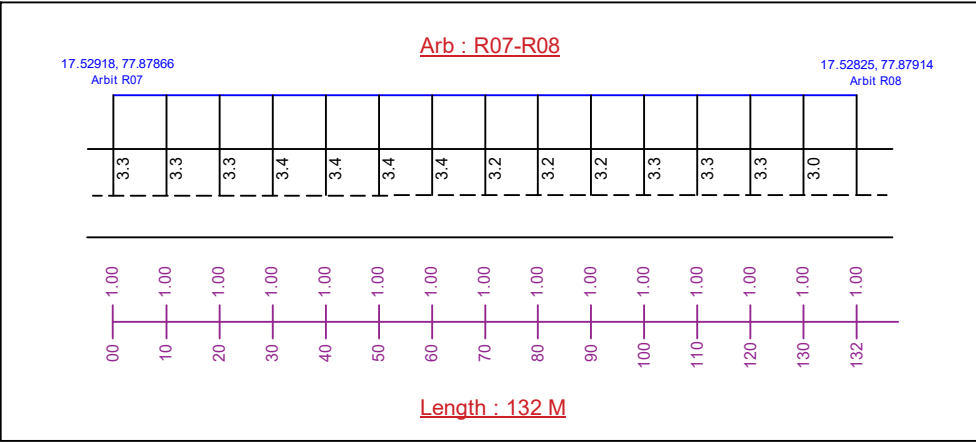 Arb : R07-R08
17.52918, 77.87866
Arbit R07
17.52825, 77.87914
Arbit R08
3.3 3.3 3.3 3.4 3.4 3.4 3.4 3.2 3.2 3.2 3.3 3.3 3.3 3.0
1.00 1.00 1.00 1.00 1.00 1.00 1.00 1.00 1.00 1.00 1.00 1.00 1.00 1.00 1.00
00 10 20 30 40 50 60 70 80 90 100 110 120 130 132
Length : 132 M